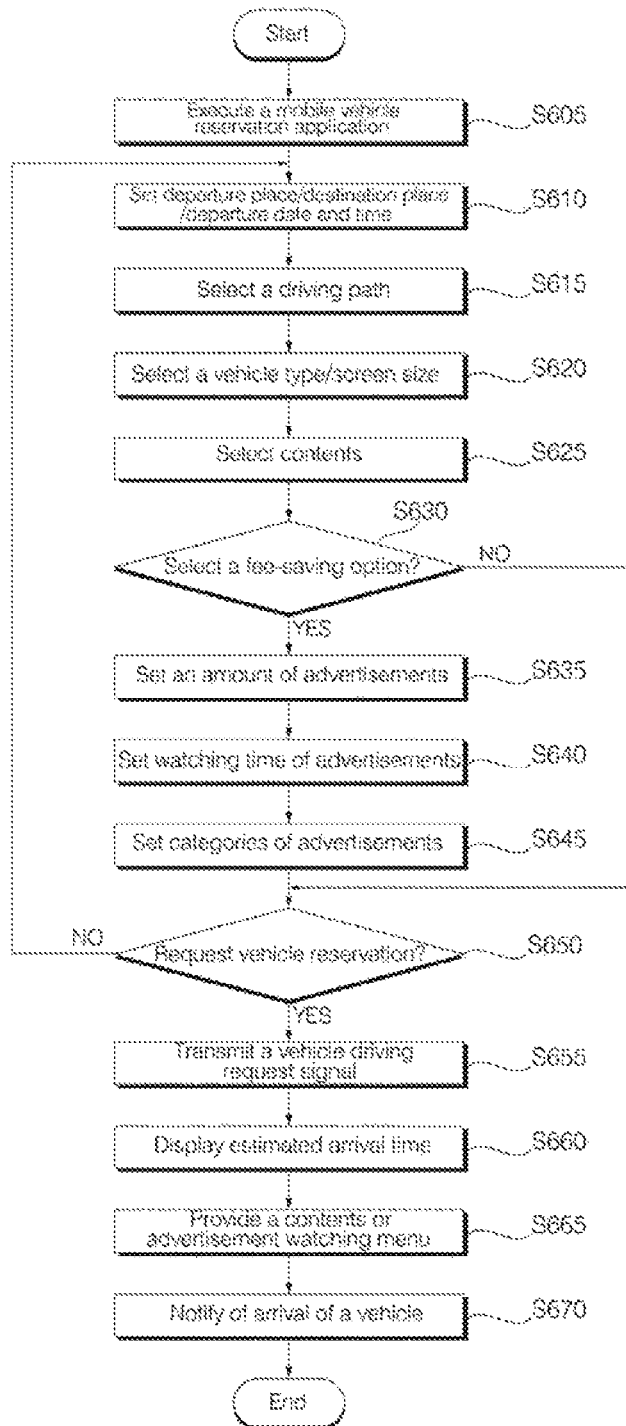 Start
Execute a mobile vehicle
reservation application
S605
Set departure place/destination place
/departure date and time
S610
Select a driving path
S615
Select a vehicle type/screen size
S620
Select contents
S625
S630
Select a fee-saving option?
NO
YES
Set an amount of advertisements
S635
Set watching time of advertisements
S640
Set categories of advertisements
S645
NO
Request vehicle reservation?
S650
YES
Transmit a vehicle driving
request signal
S655
Display estimated arrival time
S660
Provide a contents or
advertisement watching menu
S665
Notify of arrival of a vehicle
S670
End